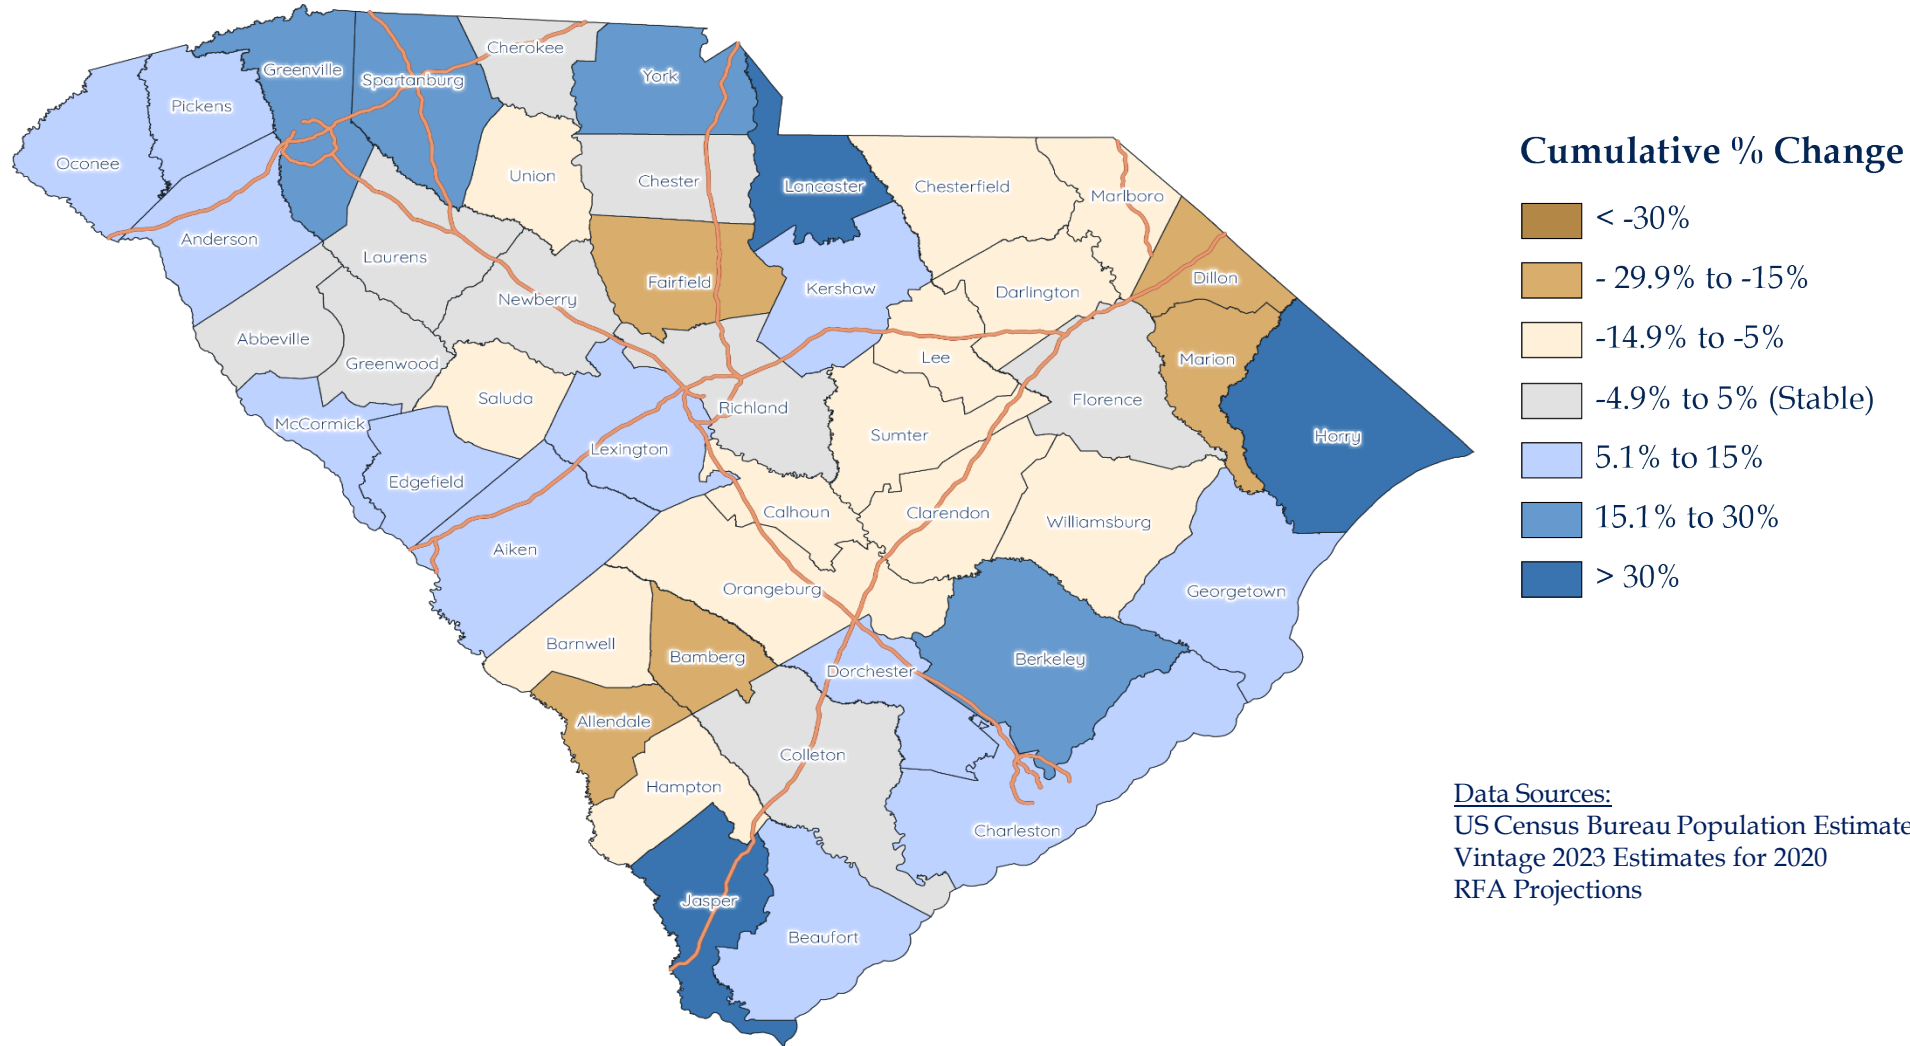 Cherokee
Greenville
York
Spartanburg
Pickens
Oconee
Union
Chester
Lancaster
Chesterfield
Marlboro
Anderson
Laurens
Fairfield
Kershaw
Darlington
Dillon
Newberry
Abbeville
Greenwood
Lee
Marion
Saluda
Richland
Florence
McCormick
Lexington
Sumter
Horry
Edgefield
Calhoun
Clarendon
Williamsburg
Aiken
Orangeburg
Georgetown
Barnwell
Bamberg
Dorchester
Berkeley
Allendale
Colleton
Hampton
Charleston
Jasper
Beaufort
Cumulative % Change
< -30%
- 29.9% to -15%
-14.9% to -5%
-4.9% to 5% (Stable)
5.1% to 15%
15.1% to 30%
> 30%
Data Sources:
US Census Bureau Population Estimate
Vintage 2023 Estimates for 2020
RFA Projections